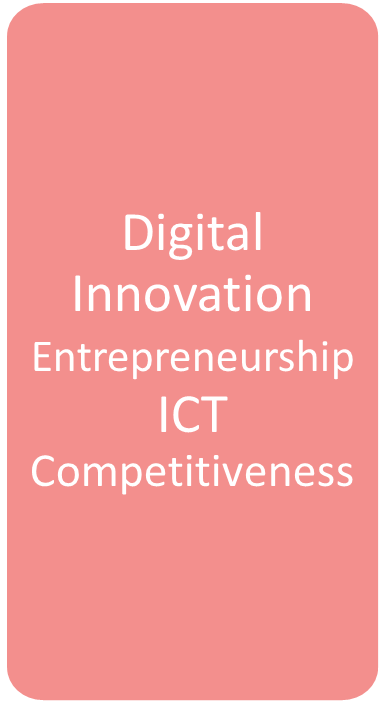 Digital
Innovation
Entrepreneurship
ICT
Competitiveness